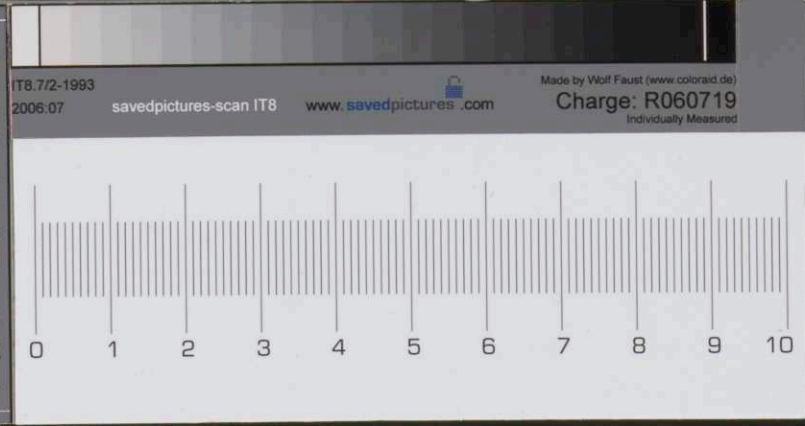 IT8.7/2-1993
2006:07
savedpictures-scan IT8
www.savedpictures .com
Made by Wolf Faust (www.coloraid.de)
Charge: R060719
Individually Measured
0 1 2 3 4 5 6 7 8 9 10